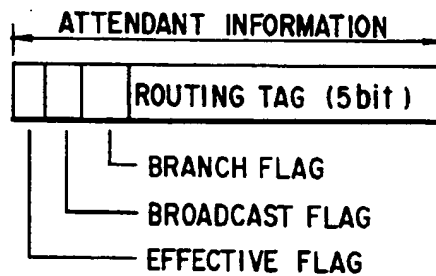 ATTENDANT INFORMATION
ROUTING TAG (5bit)
BRANCH FLAG
BROADCAST FLAG
EFFECTIVE FLAG